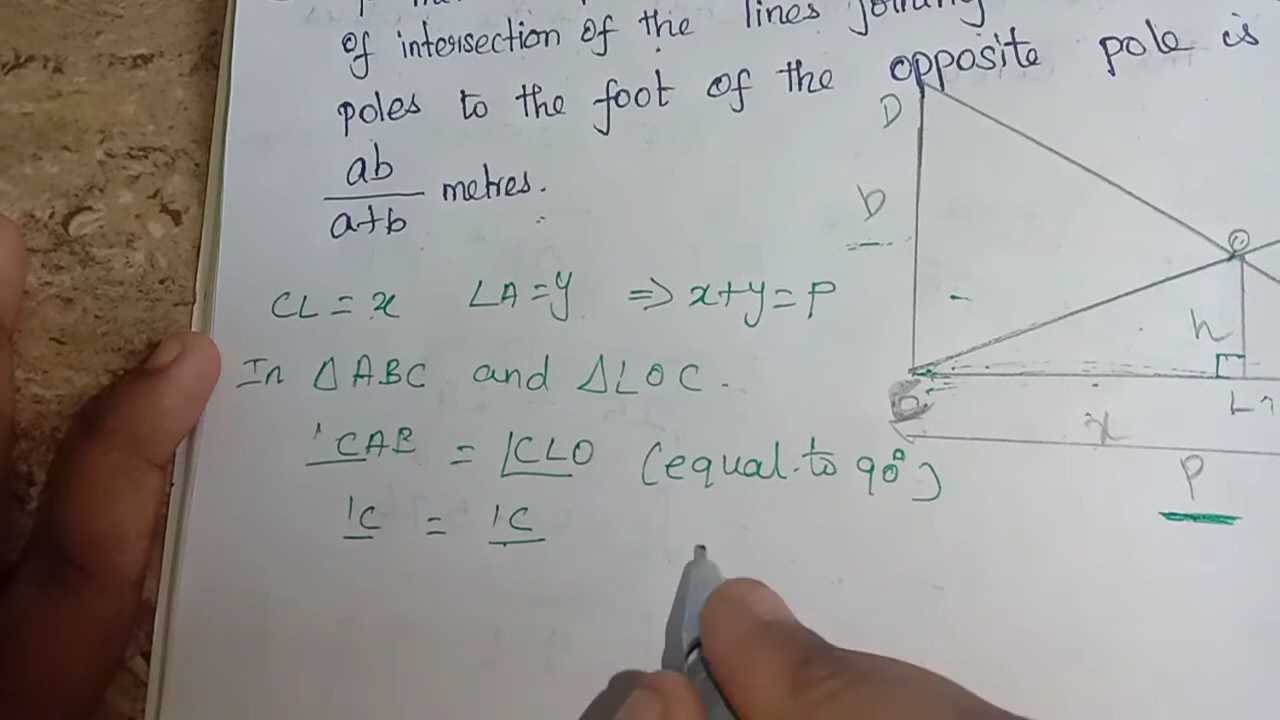 of intersection of the lines joining
poles to the foot of the opposite pole is
ab
a+b
metres.
CL = x LA = y => x+y = P
In △ABC and △LOC.
∠CAB = ∠CLO (equal to 90°)
∠C = ∠C
D
b
O
h
L
x
P